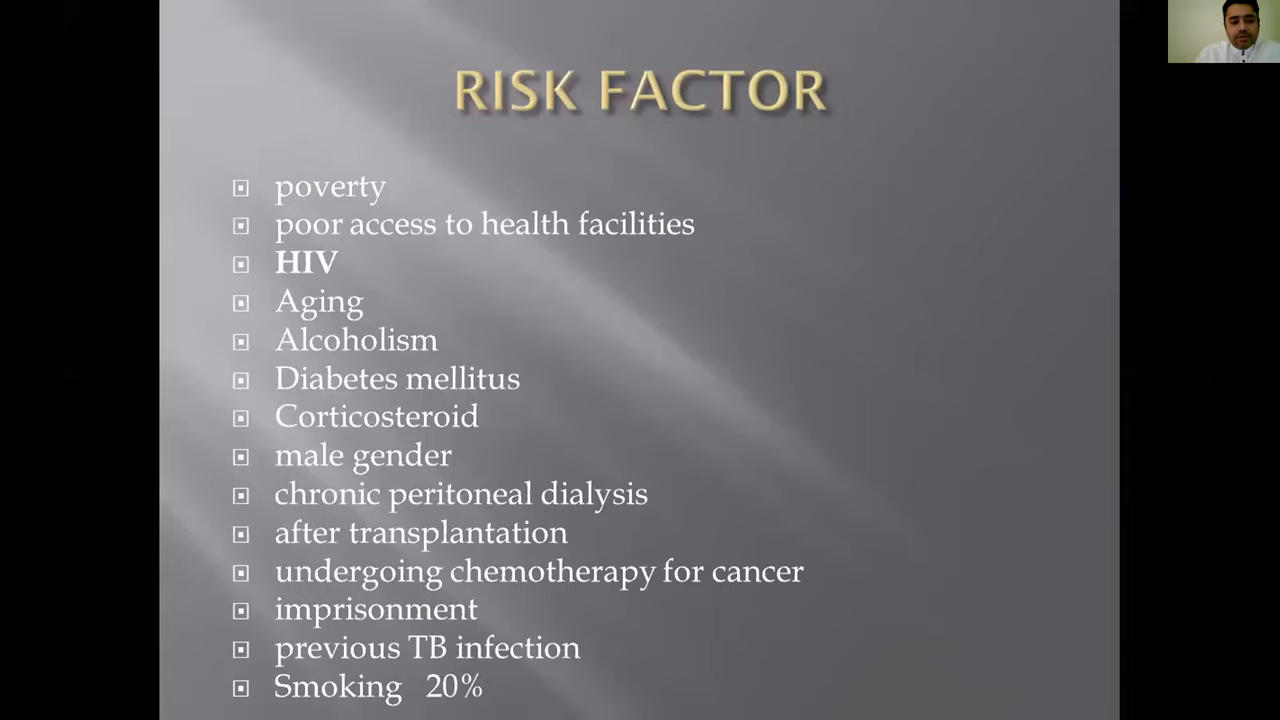 RISK FACTOR
poverty
poor access to health facilities
HIV
Aging
Alcoholism
Diabetes mellitus
Corticosteroid
male gender
chronic peritoneal dialysis
after transplantation
undergoing chemotherapy for cancer
imprisonment
previous TB infection
Smoking 20%